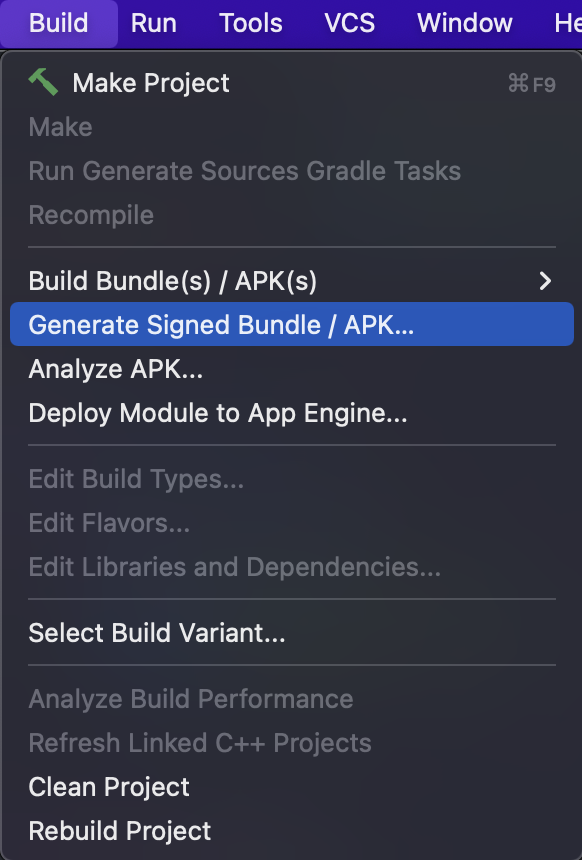 Build Run Tools VCS Window He
Make Project ⌘F9
Make
Run Generate Sources Gradle Tasks
Recompile
Build Bundle(s) / APK(s)
Generate Signed Bundle / APK...
Analyze APK...
Deploy Module to App Engine...
Edit Build Types...
Edit Flavors...
Edit Libraries and Dependencies...
Select Build Variant...
Analyze Build Performance
Refresh Linked C++ Projects
Clean Project
Rebuild Project